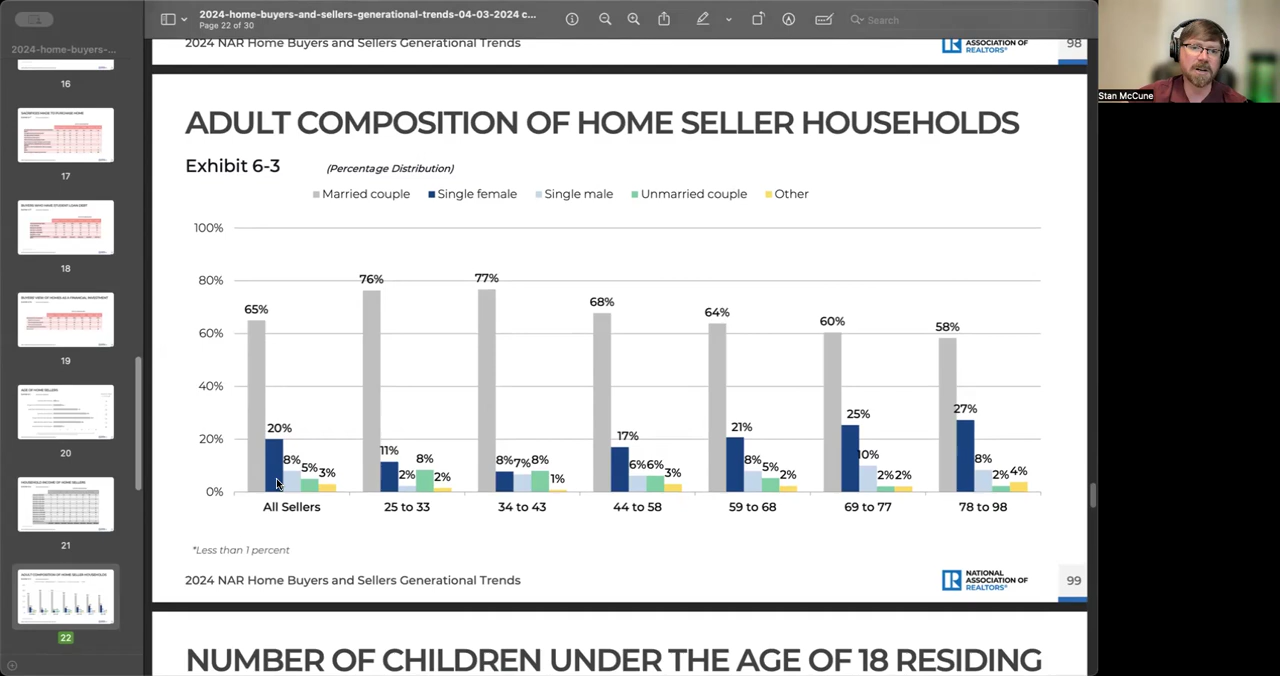 2024-home-buyers-and-sellers-generational-trends-04-03-2024 c...
Page 22 of 30
Search
2024-home-buyers-...
16
17
18
19
20
21
22
2024 NAR Home Buyers and Sellers Generational Trends
ASSOCIATION OF
REALTORS®
98
ADULT COMPOSITION OF HOME SELLER HOUSEHOLDS
Exhibit 6-3
(Percentage Distribution)
Married couple Single female Single male Unmarried couple Other
100%
80%
60%
40%
20%
0%
65% 20% 8% 5% 3%
76% 11% 2% 8% 2%
77% 8% 7% 8% 1%
68% 17% 6% 6% 3%
64% 21% 8% 5% 2%
60% 25% 10% 2% 2%
58% 27% 8% 2% 4%
All Sellers 25 to 33 34 to 43 44 to 58 59 to 68 69 to 77 78 to 98
*Less than 1 percent
2024 NAR Home Buyers and Sellers Generational Trends
NATIONAL
ASSOCIATION OF
REALTORS®
99
NUMBER OF CHILDREN UNDER THE AGE OF 18 RESIDING
Stan McCune